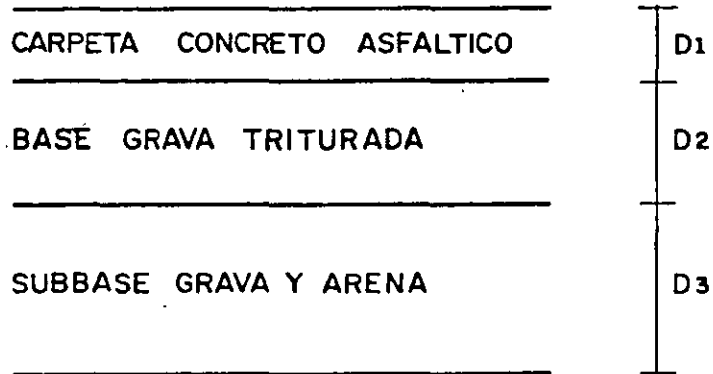 CARPETA CONCRETO ASFALTICO D1
BASE GRAVA TRITURADA D2
SUBBASE GRAVA Y ARENA D3